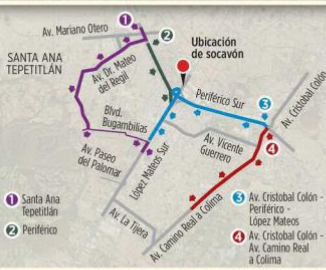 1
Av. Mariano Otero
2
Ubicación
de socavón
SANTA ANA
TEPETITLÁN
Av. Dr. Mateo
del Regil
Periférico Sur
3
Av. Cristobal Colón
Blvd.
Bugambilias
Av. Vicente
Guerrero
4
Av. Paseo
del Palomar
López Mateos Sur
Av. La Tijera
Av. Camino Real a Colima
1 Santa Ana
Tepetitlán
2 Periférico
3 Av. Cristobal Colón -
Periférico -
López Mateos
4 Av. Cristobal Colón -
Av. Camino Real
a Colima